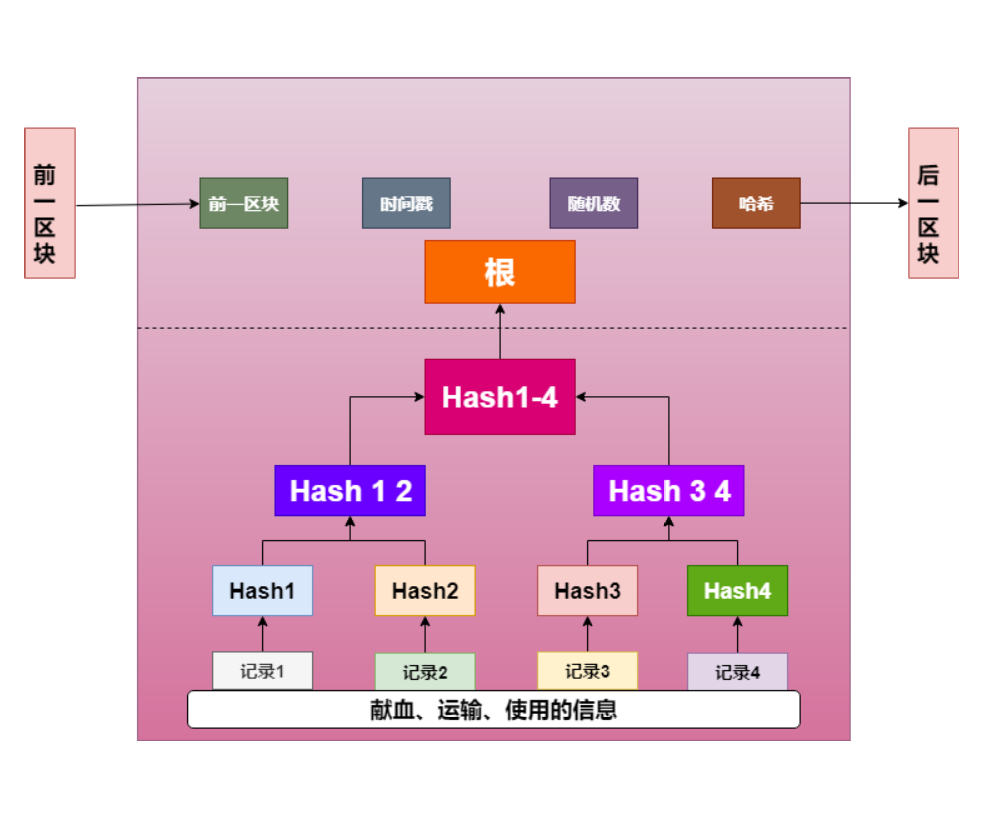 前一区块
前一区块
时间戳
随机数
哈希
后一区块
根
Hash1-4
Hash 1 2
Hash 3 4
Hash1
Hash2
Hash3
Hash4
记录1
记录2
记录3
记录4
献血、运输、使用的信息